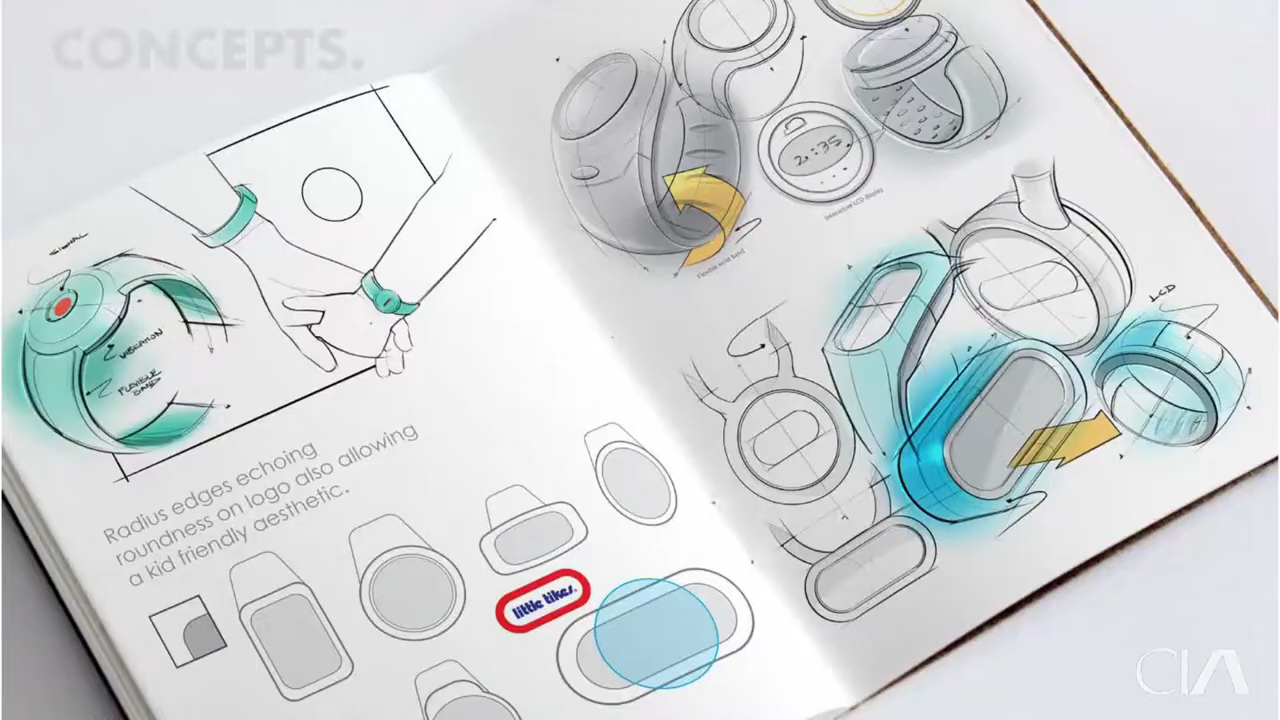 CONCEPTS.
SIGNAL
VIBRATION
FLEXIBLE
BAND
Radius edges echoing
roundness on logo also allowing
a kid friendly aesthetic.
little tikes.
2:35
Interactive LCD display
Flexible wrist band
LCD
CIA